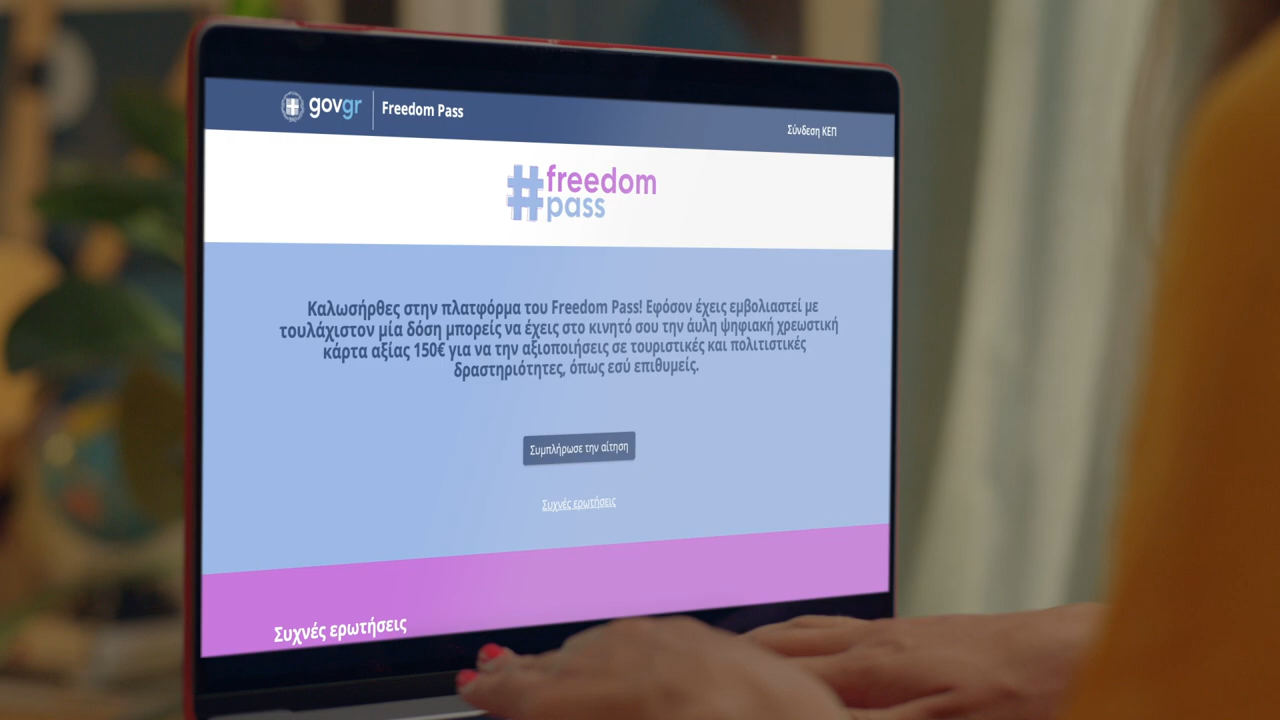 govgr Freedom Pass
Σύνδεση ΚΕΠ
#freedom
pass
Καλωσήρθες στην πλατφόρμα του Freedom Pass! Εφόσον έχεις εμβολιαστεί με
τουλάχιστον μία δόση μπορείς να έχεις στο κινητό σου την άυλη ψηφιακή χρεωστική
κάρτα αξίας 150€ για να την αξιοποιήσεις σε τουριστικές και πολιτιστικές
δραστηριότητες, όπως εσύ επιθυμείς.
Συμπλήρωσε την αίτηση
Συχνές ερωτήσεις
Συχνές ερωτήσεις